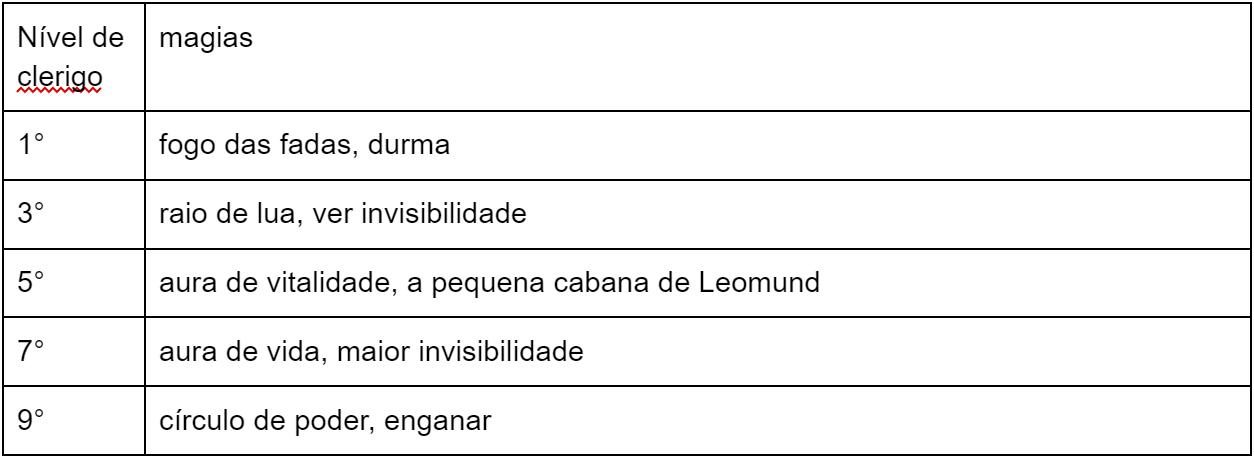 Nível de
clerigo
magias
1°
fogo das fadas, durma
3°
raio de lua, ver invisibilidade
5°
aura de vitalidade, a pequena cabana de Leomund
7°
aura de vida, maior invisibilidade
9°
círculo de poder, enganar